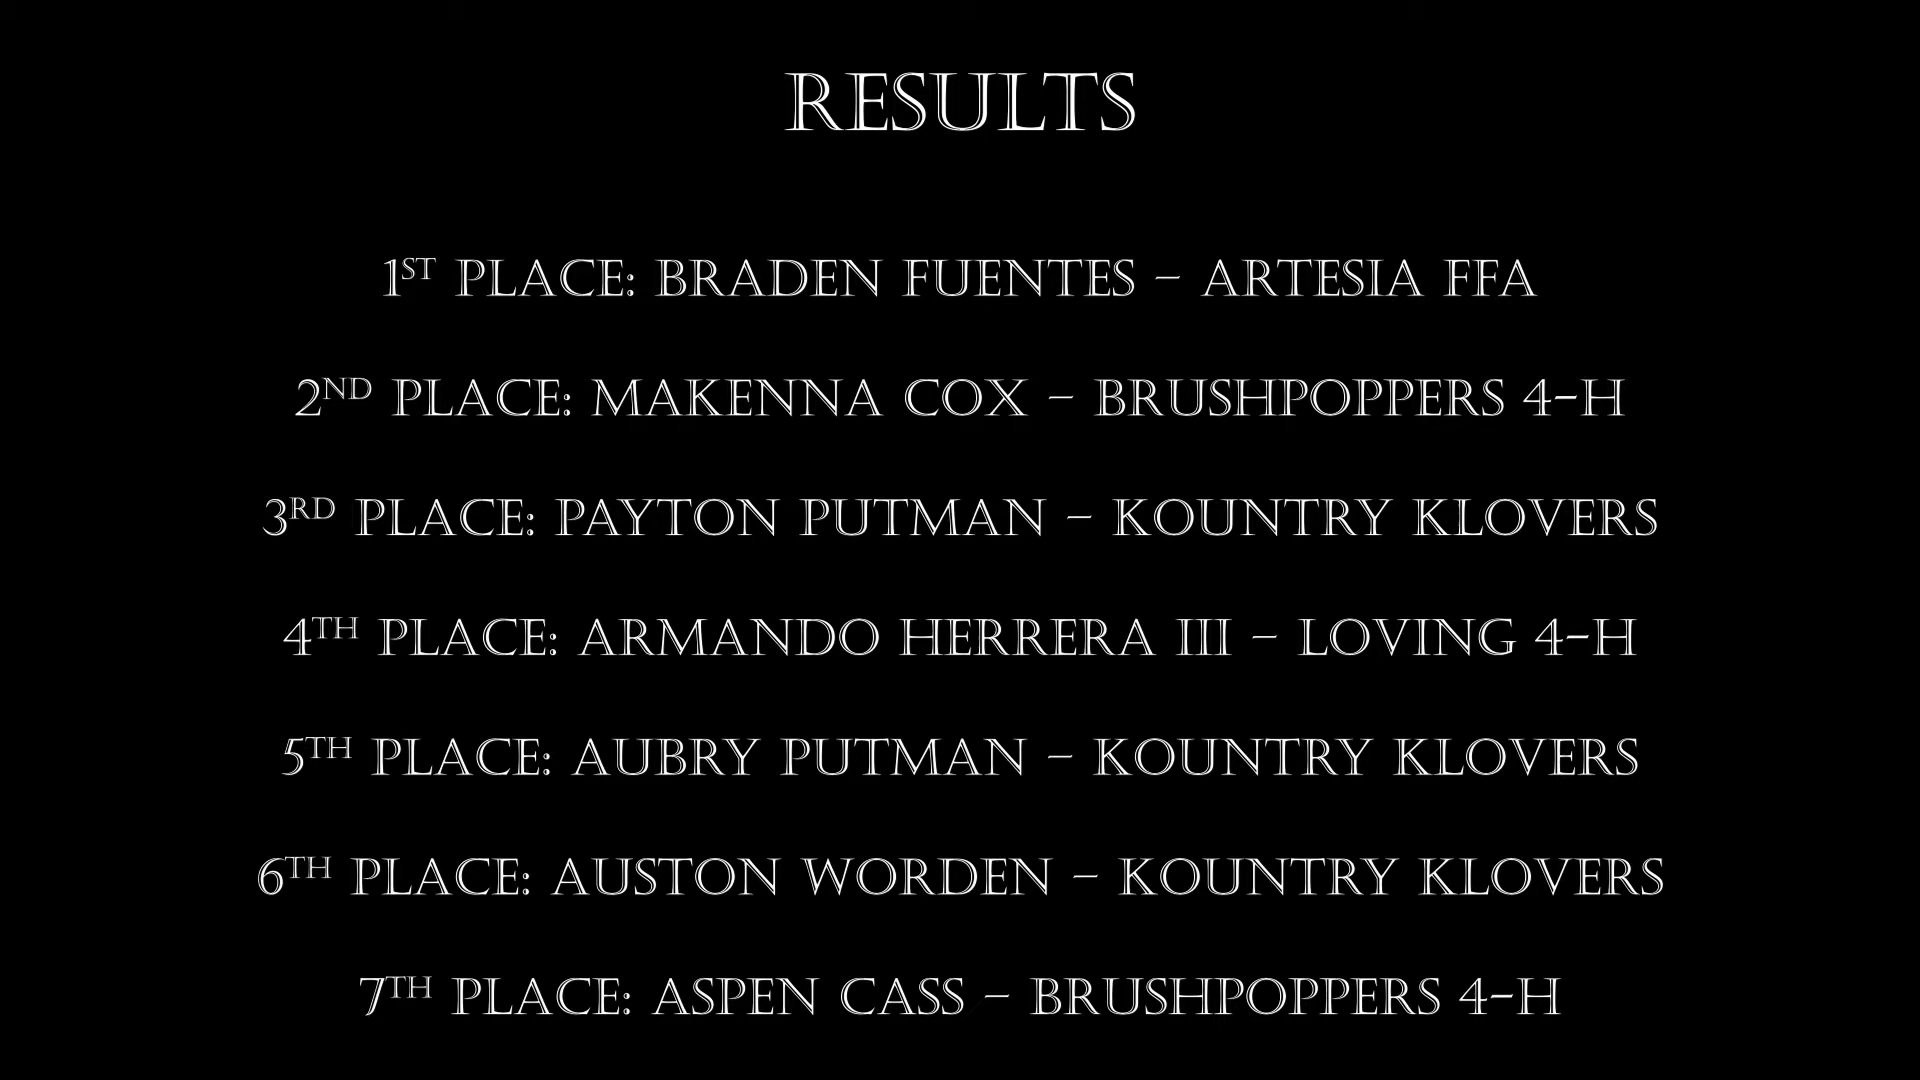 RESULTS
1ST PLACE: BRADEN FUENTES – ARTESIA FFA
2ND PLACE: MAKENNA COX – BRUSHPOPPERS 4-H
3RD PLACE: PAYTON PUTMAN – KOUNTRY KLOVERS
4TH PLACE: ARMANDO HERRERA III – LOVING 4-H
5TH PLACE: AUBRY PUTMAN – KOUNTRY KLOVERS
6TH PLACE: AUSTON WORDEN – KOUNTRY KLOVERS
7TH PLACE: ASPEN CASS – BRUSHPOPPERS 4-H